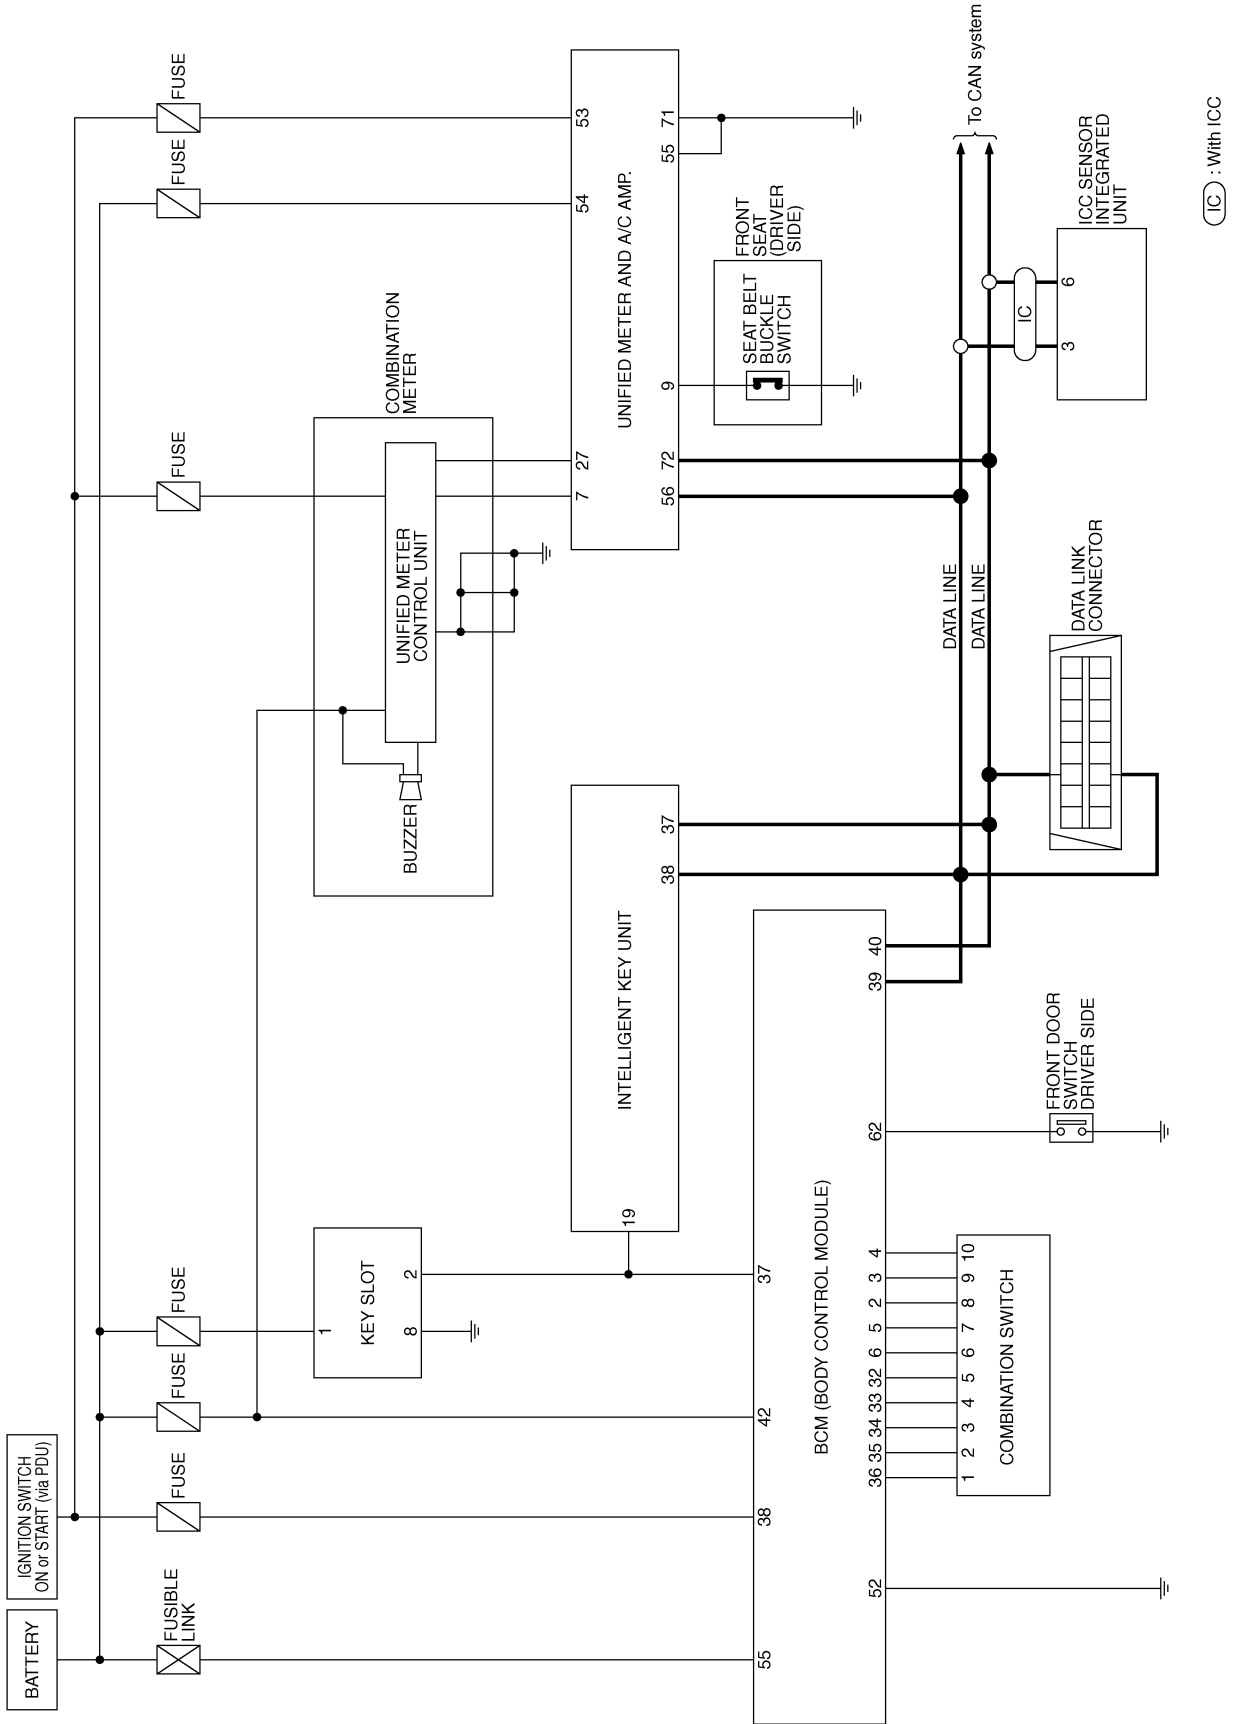 BATTERY
IGNITION SWITCH
ON or START (via PDU)
FUSIBLE
LINK
FUSE
FUSE
FUSE
FUSE
FUSE
FUSE
KEY SLOT
1
2
8
COMBINATION
METER
BUZZER
UNIFIED METER
CONTROL UNIT
INTELLIGENT KEY UNIT
19
38
37
UNIFIED METER AND A/C AMP.
7
27
54
53
56
72
9
55
71
FRONT
SEAT
(DRIVER
SIDE)
SEAT BELT
BUCKLE
SWITCH
BCM (BODY CONTROL MODULE)
55
38
42
37
52
36
35
34
33
32
6
5
2
3
4
62
39
40
COMBINATION SWITCH
1
2
3
4
5
6
7
8
9
10
FRONT DOOR
SWITCH
DRIVER SIDE
DATA LINE
DATA LINE
DATA LINK
CONNECTOR
To CAN system
IC
3
6
ICC SENSOR
INTEGRATED
UNIT
IC : With ICC